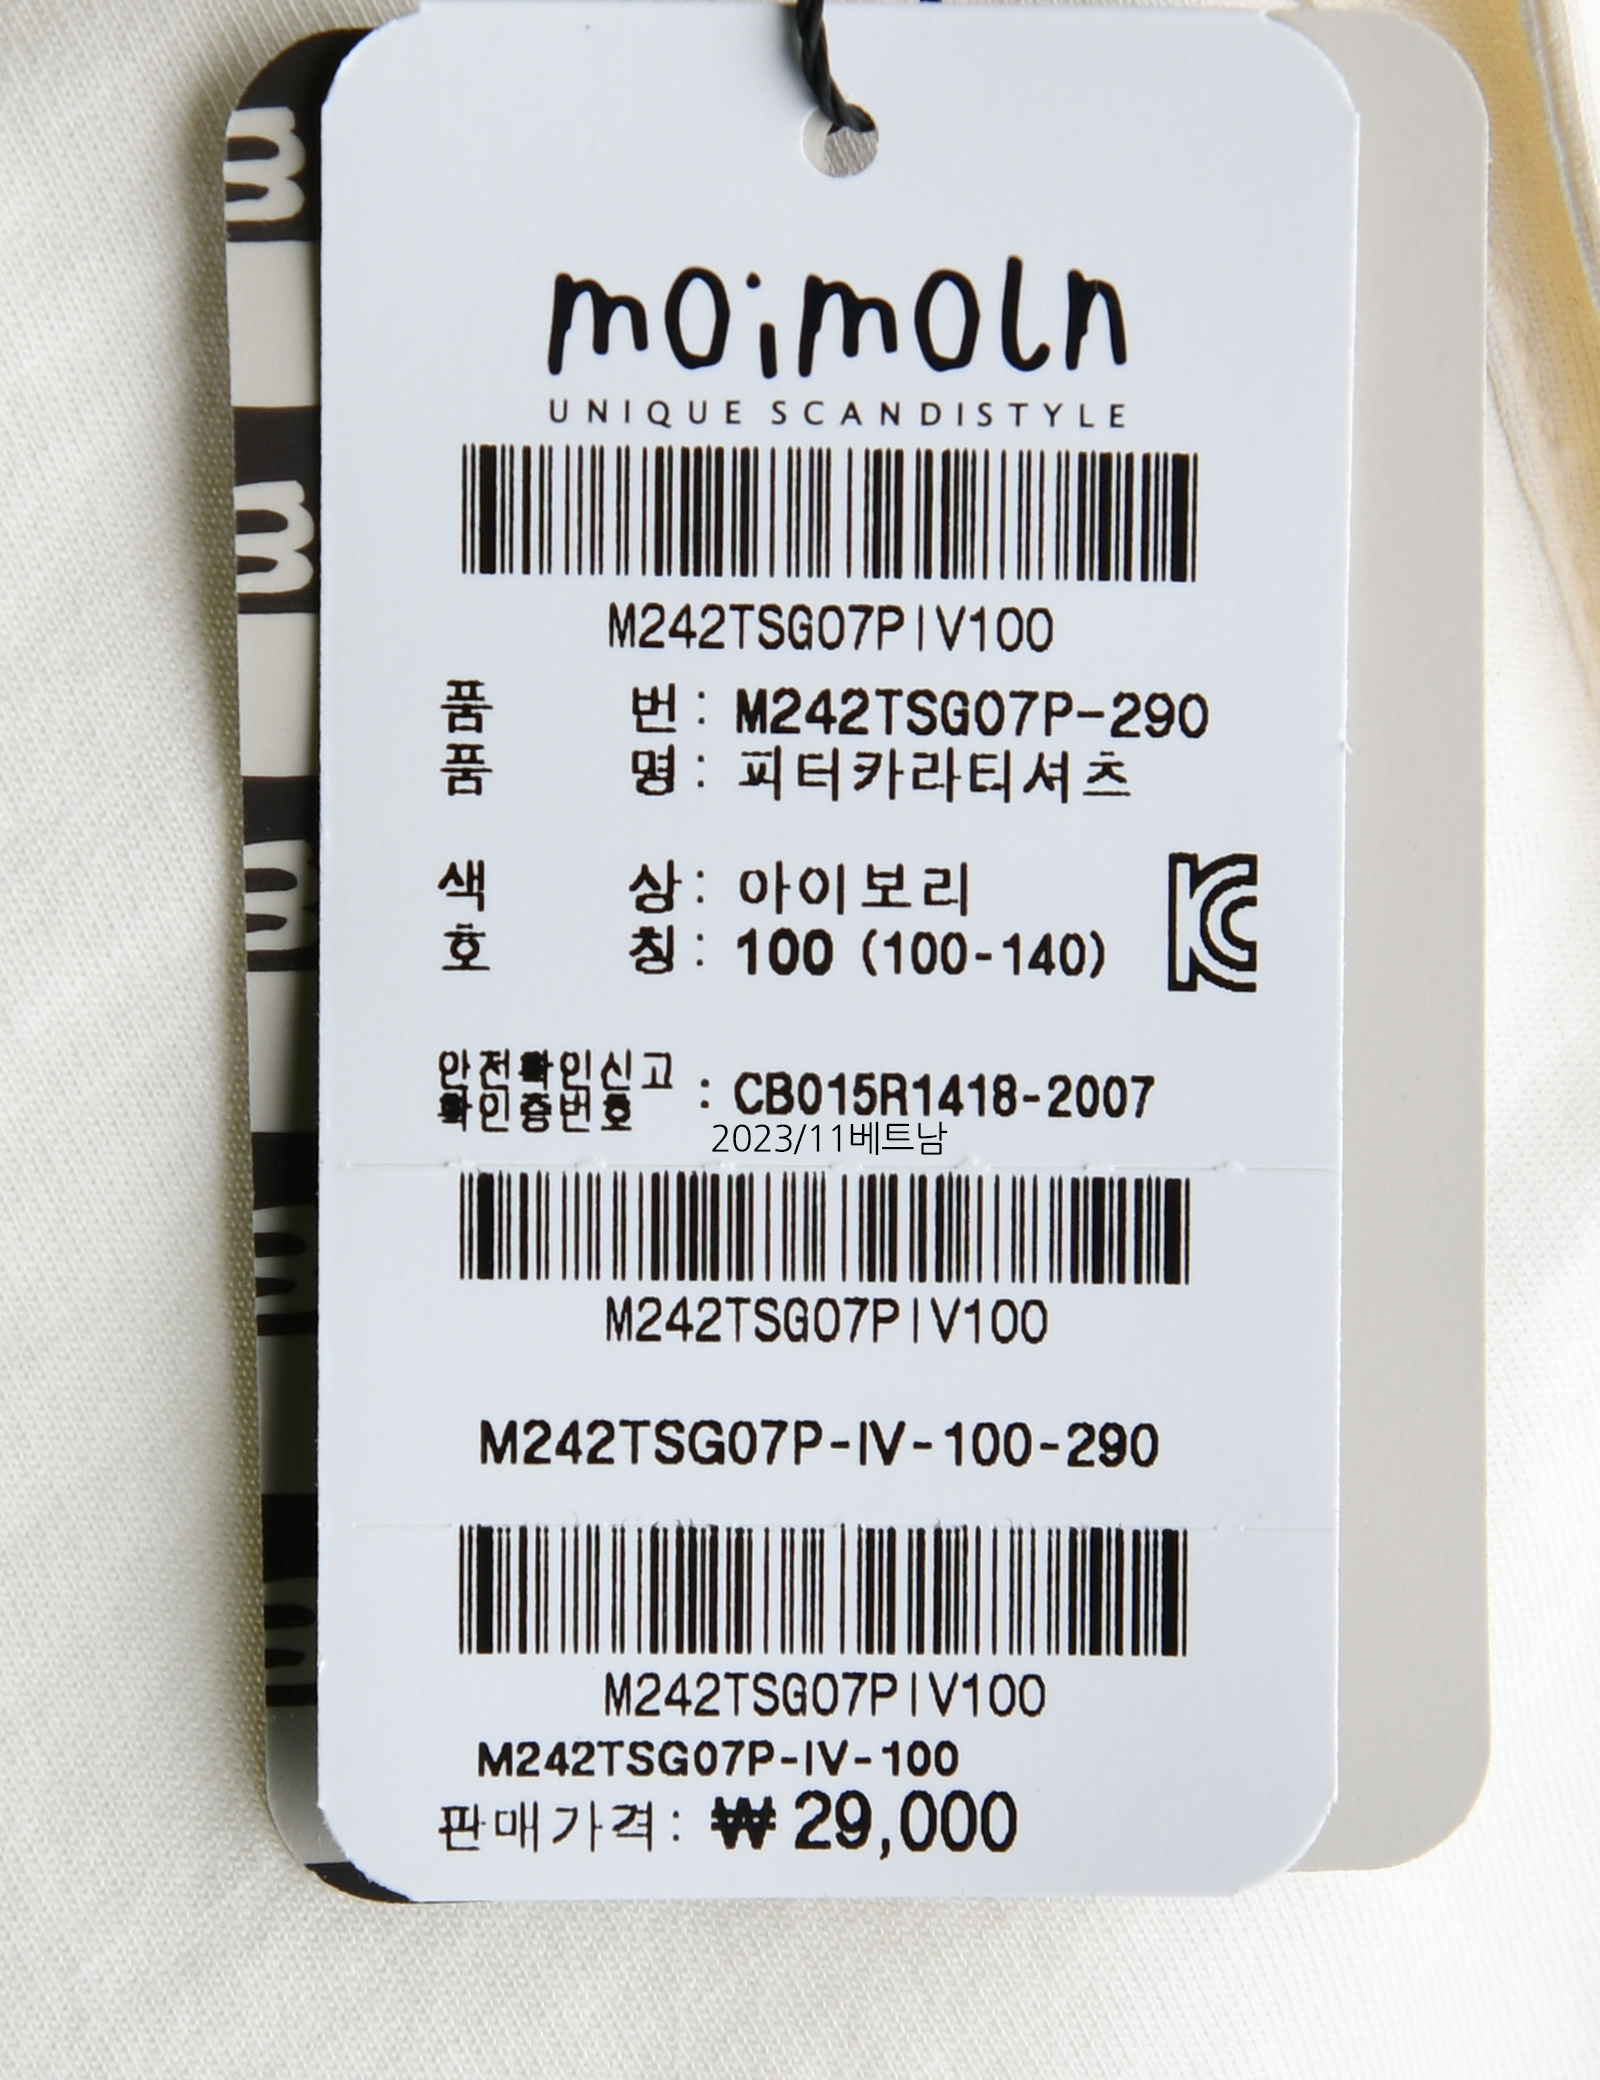 moimoln
UNIQUE SCANDISTYLE
M242TSG07PIV100
품 번 : M242TSG07P-290
품 명 : 피터카라티셔츠
색 상 : 아이보리
호 칭 : 100 (100-140)
안전확인신고
확인증번호 : CB015R1418-2007
2023/11베트남
M242TSG07PIV100
M242TSG07P-IV-100-290
M242TSG07PIV100
M242TSG07P-IV-100
판매가격 : ₩ 29,000